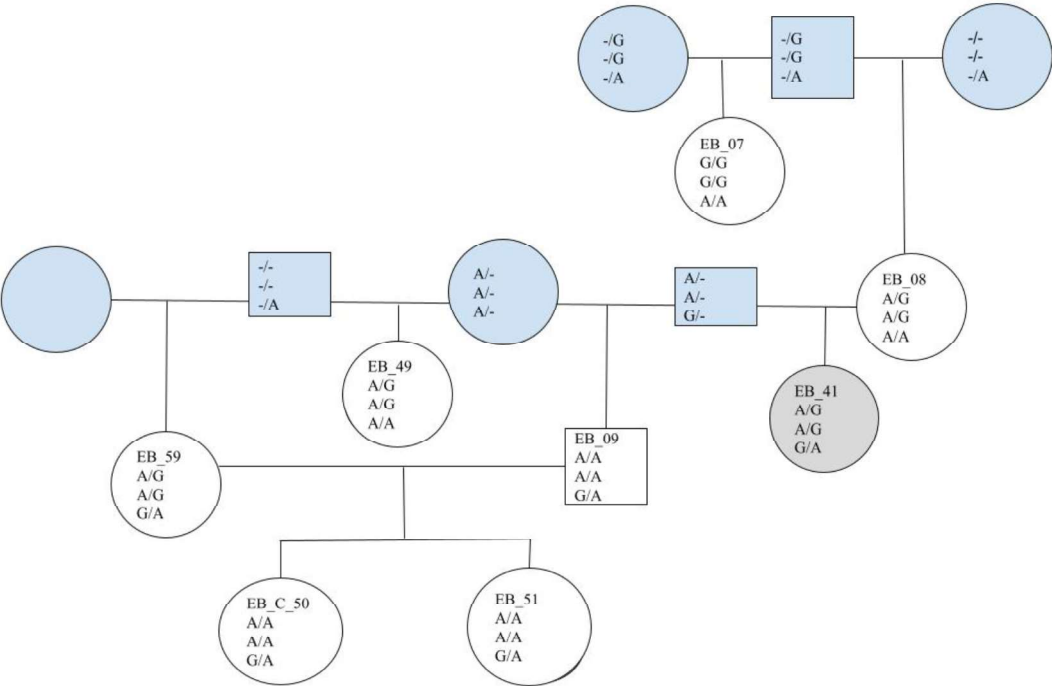 -/G
-/G
-/A
-/G
-/G
-/A
-/-
-/-
-/A
EB_07
G/G
G/G
A/A
-/-
-/-
-/A
A/-
A/-
A/-
A/-
A/-
G/-
EB_08
A/G
A/G
A/A
EB_49
A/G
A/G
A/A
EB_41
A/G
A/G
G/A
EB_59
A/G
A/G
G/A
EB_09
A/A
A/A
G/A
EB_C_50
A/A
A/A
G/A
EB_51
A/A
A/A
G/A